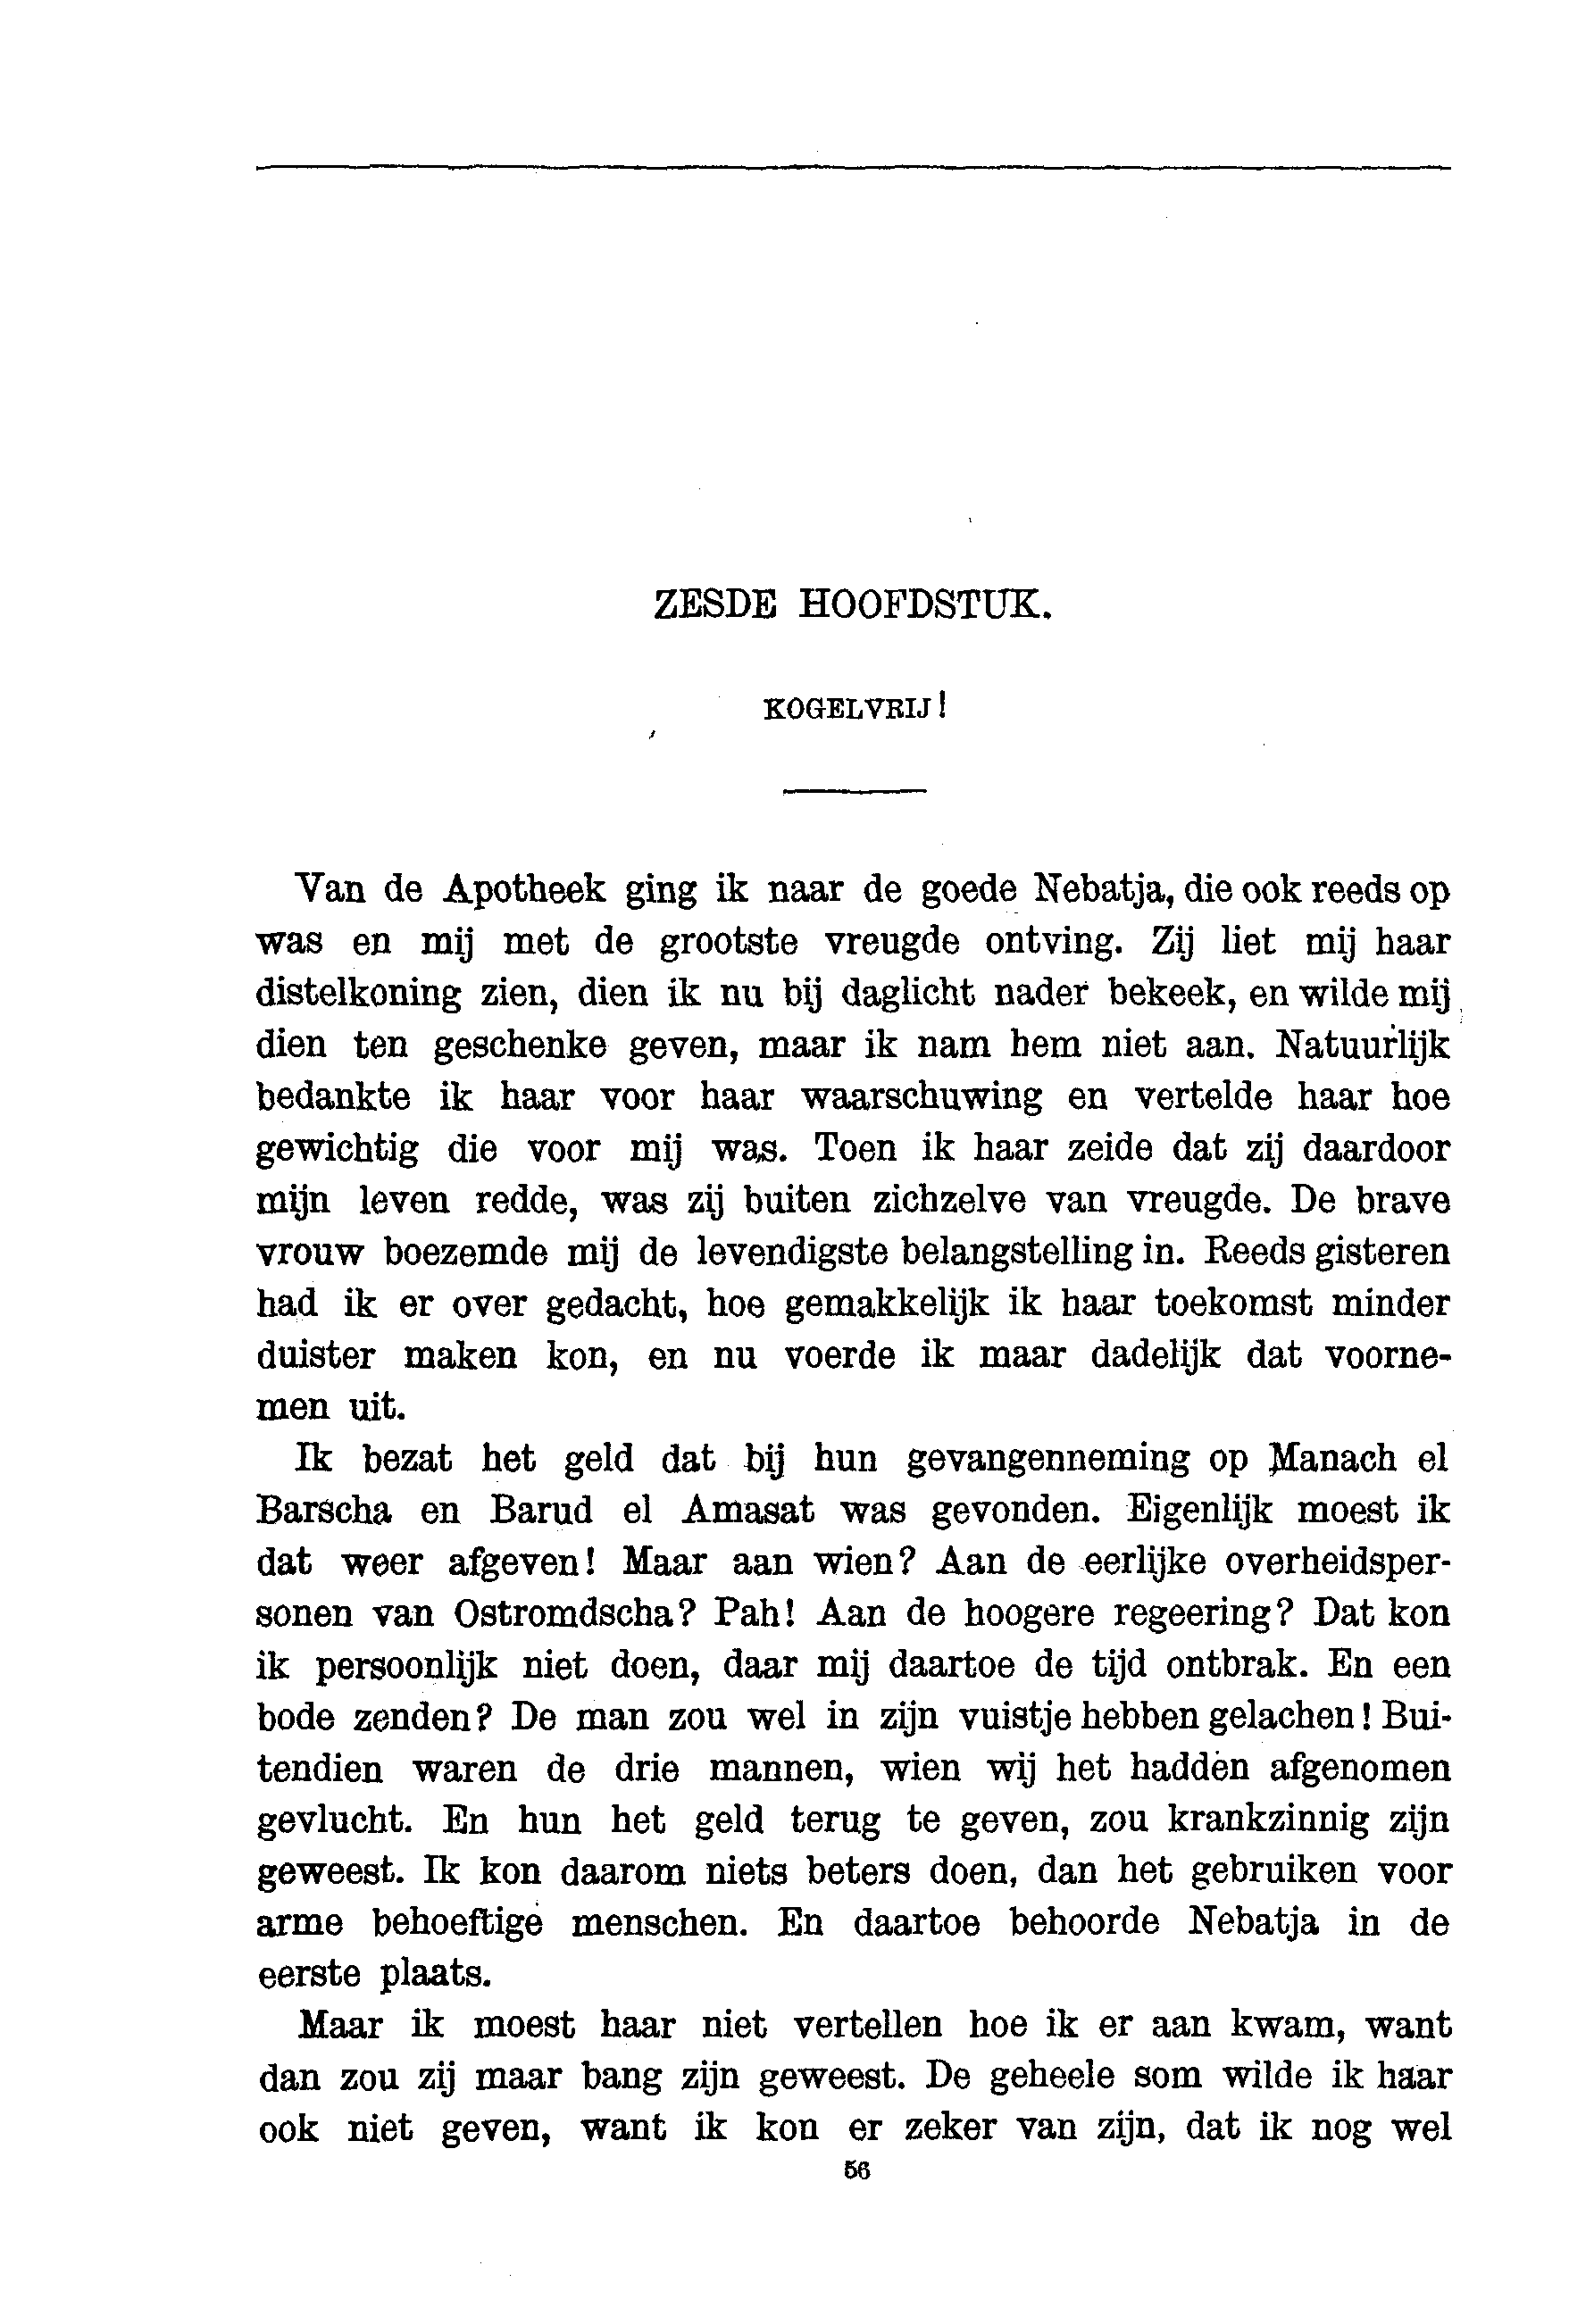 ZESDE HOOFDSTUK.
KOGELVRIJ!
Van de Apotheek ging ik naar de goede Nebatja, die ook reeds op
was en mij met de grootste vreugde ontving. Zij liet mij haar
distelkoning zien, dien ik nu bij daglicht nader bekeek, en wilde mij
dien ten geschenke geven, maar ik nam hem niet aan. Natuurlijk
bedankte ik haar voor haar waarschuwing en vertelde haar hoe
gewichtig die voor mij was. Toen ik haar zeide dat zij daardoor
mijn leven redde, was zij buiten zichzelve van vreugde. De brave
vrouw boezemde mij de levendigste belangstelling in. Reeds gisteren
had ik er over gedacht, hoe gemakkelijk ik haar toekomst minder
duister maken kon, en nu voerde ik maar dadelijk dat voorne-
men uit.
Ik bezat het geld dat bij hun gevangenneming op Manach el
Barscha en Barud el Amasat was gevonden. Eigenlijk moest ik
dat weer afgeven! Maar aan wien? Aan de eerlijke overheidsper-
sonen van Ostromdscha? Pah! Aan de hoogere regeering? Dat kon
ik persoonlijk niet doen, daar mij daartoe de tijd ontbrak. En een
bode zenden? De man zou wel in zijn vuistje hebben gelachen! Bui-
tendien waren de drie mannen, wien wij het hadden afgenomen
gevlucht. En hun het geld terug te geven, zou krankzinnig zijn
geweest. Ik kon daarom niets beters doen, dan het gebruiken voor
arme behoeftige menschen. En daartoe behoorde Nebatja in de
eerste plaats.
Maar ik moest haar niet vertellen hoe ik er aan kwam, want
dan zou zij maar bang zijn geweest. De geheele som wilde ik haar
ook niet geven, want ik kon er zeker van zijn, dat ik nog wel
56